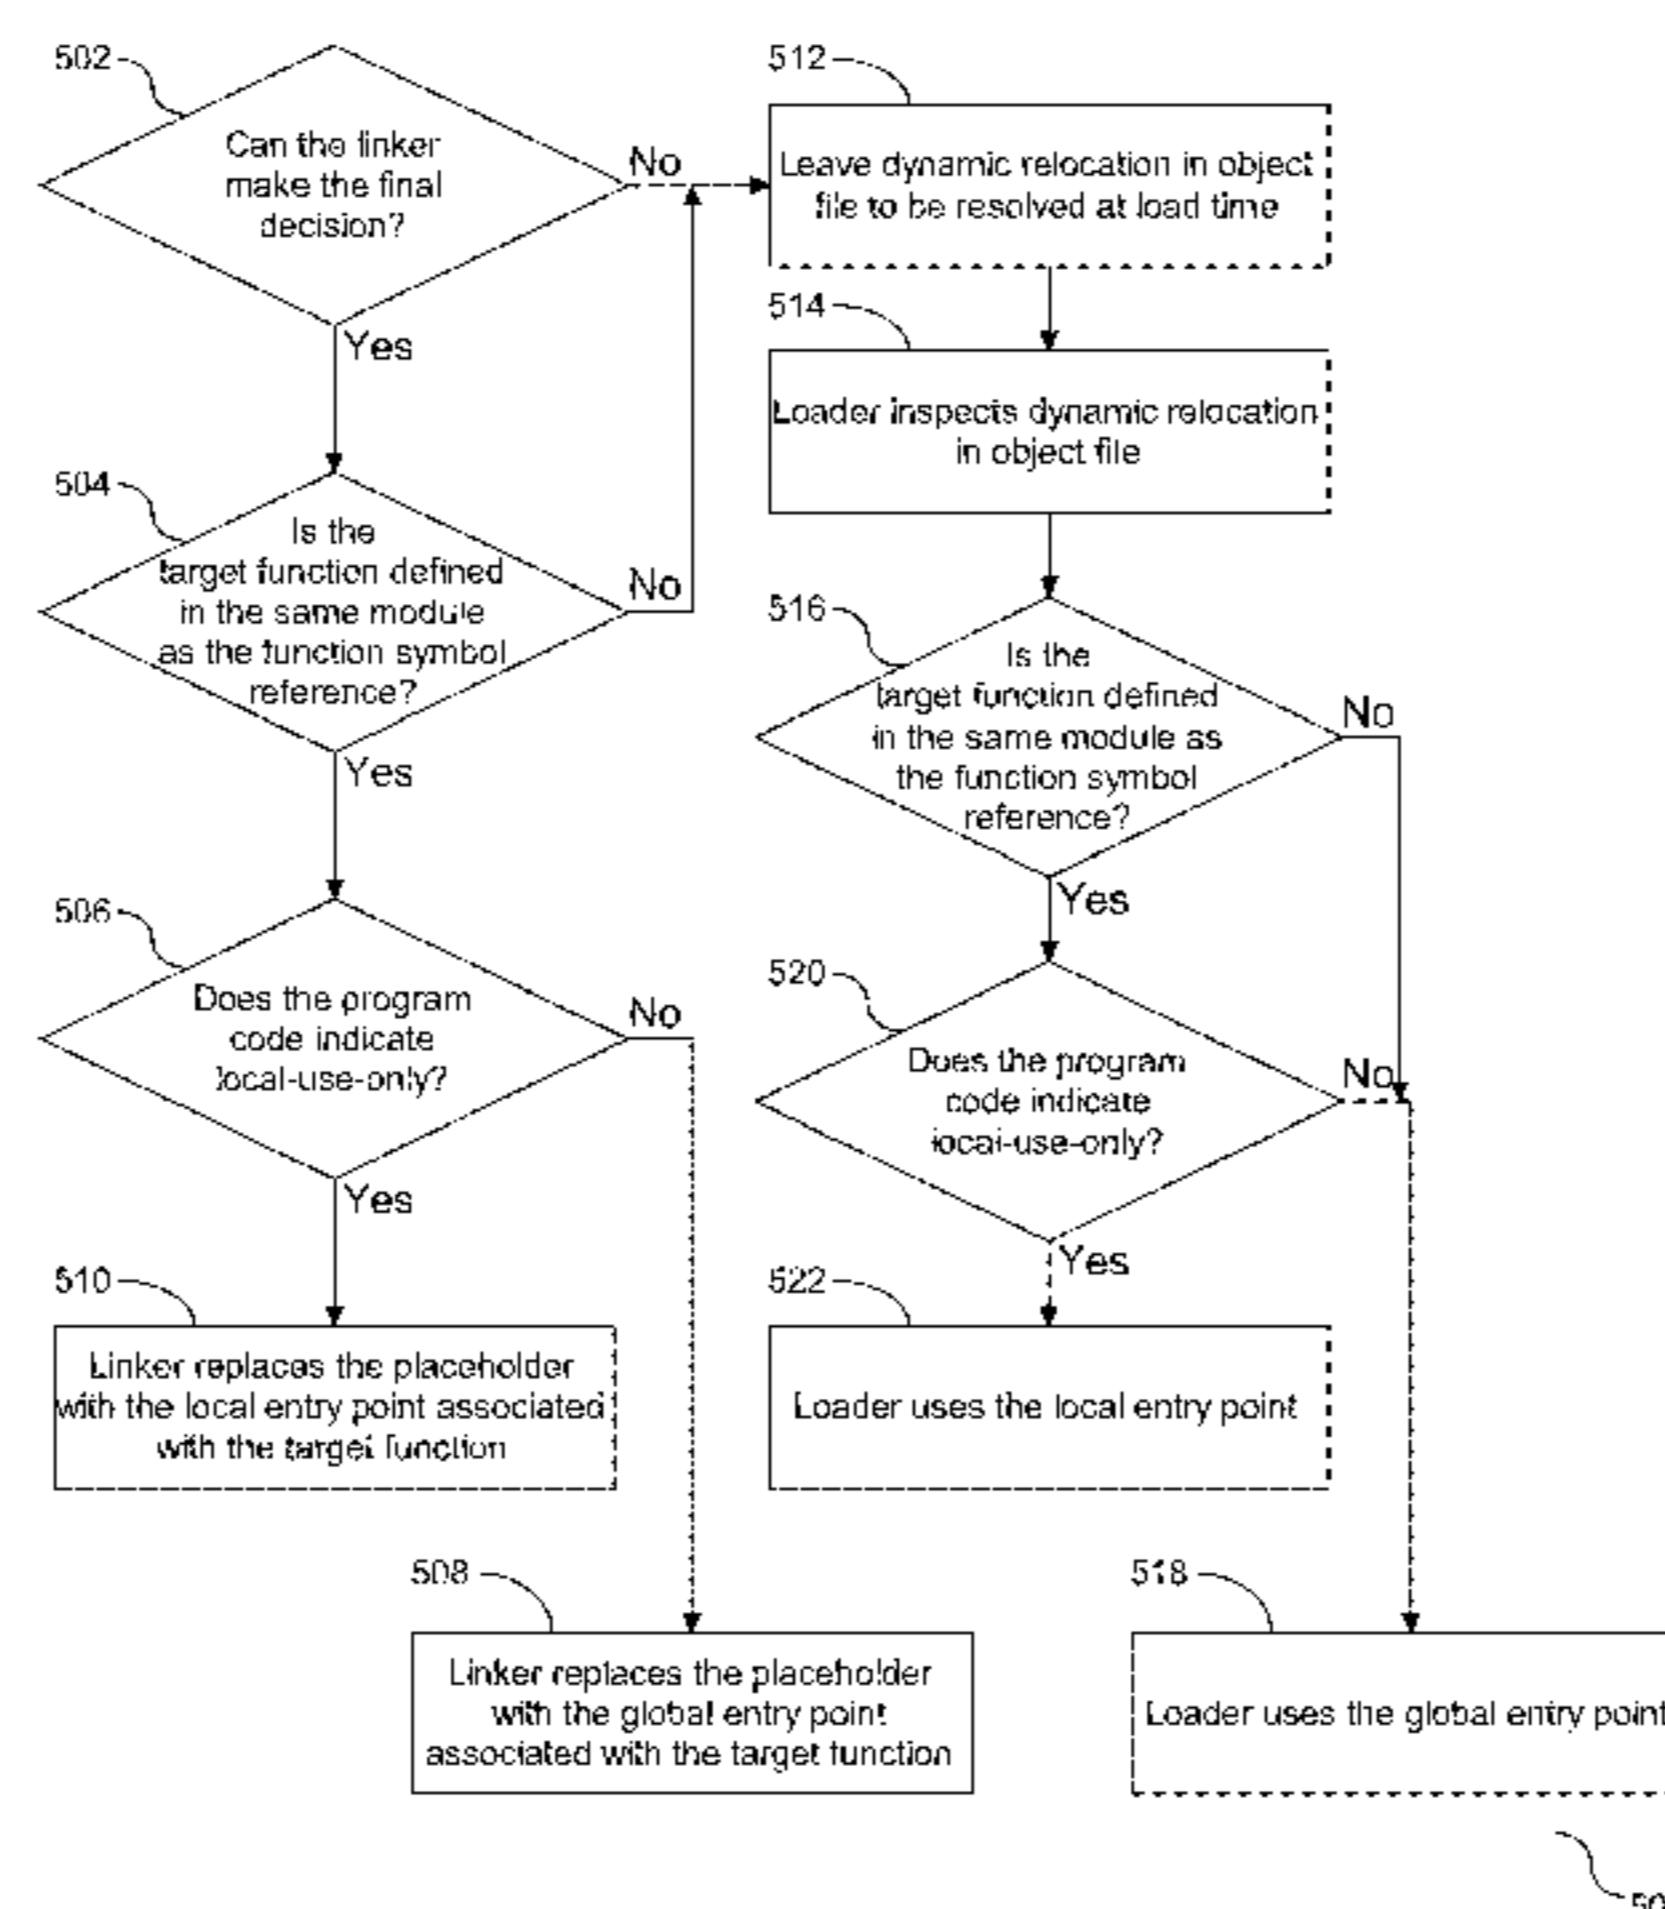 502
Can the linker
make the final
decision?
No
Yes
512
Leave dynamic relocation in object
file to be resolved at load time
514
Loader inspects dynamic relocation
in object file
504
Is the
target function defined
in the same module
as the function symbol
reference?
No
Yes
516
Is the
target function defined
in the same module as
the function symbol
reference?
No
Yes
506
Does the program
code indicate
local-use-only?
No
Yes
520
Does the program
code indicate
local-use-only?
No
Yes
510
Linker replaces the placeholder
with the local entry point associated
with the target function
522
Loader uses the local entry point
508
Linker replaces the placeholder
with the global entry point
associated with the target function
518
Loader uses the global entry point